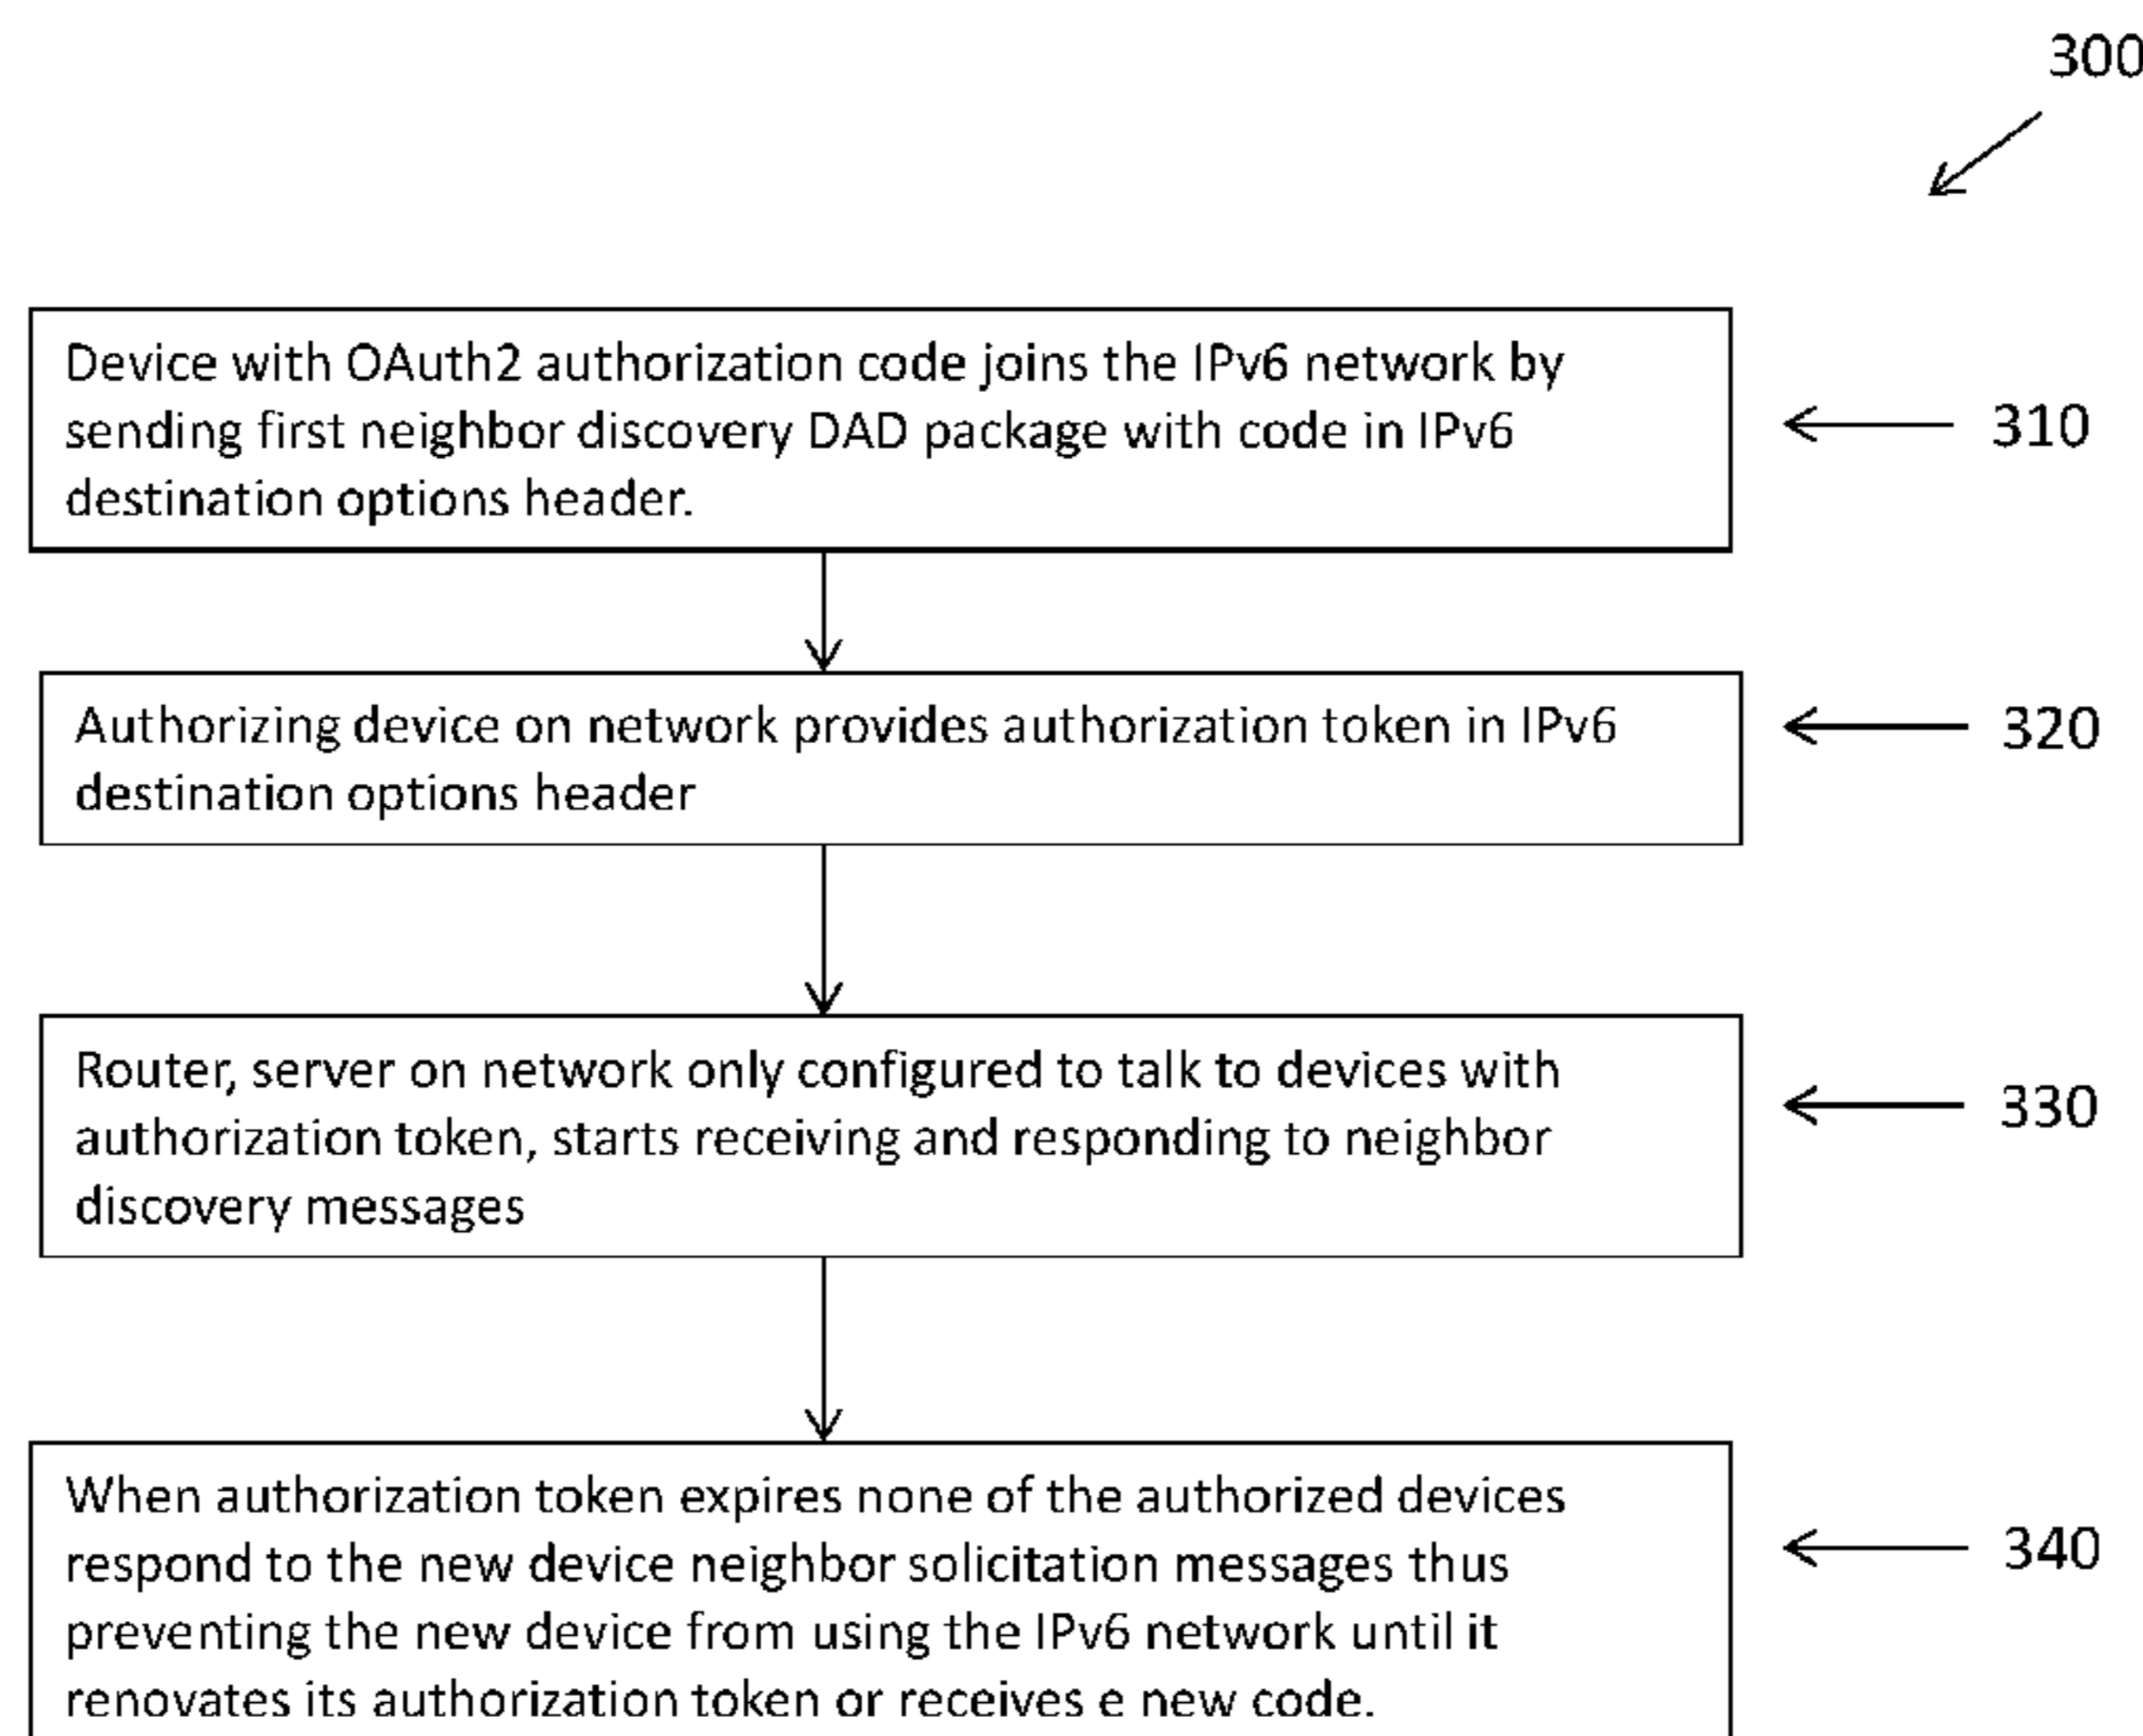 300
Device with OAuth2 authorization code joins the IPv6 network by
sending first neighbor discovery DAD package with code in IPv6
destination options header.
310
Authorizing device on network provides authorization token in IPv6
destination options header
320
Router, server on network only configured to talk to devices with
authorization token, starts receiving and responding to neighbor
discovery messages
330
When authorization token expires none of the authorized devices
respond to the new device neighbor solicitation messages thus
preventing the new device from using the IPv6 network until it
renovates its authorization token or receives e new code.
340